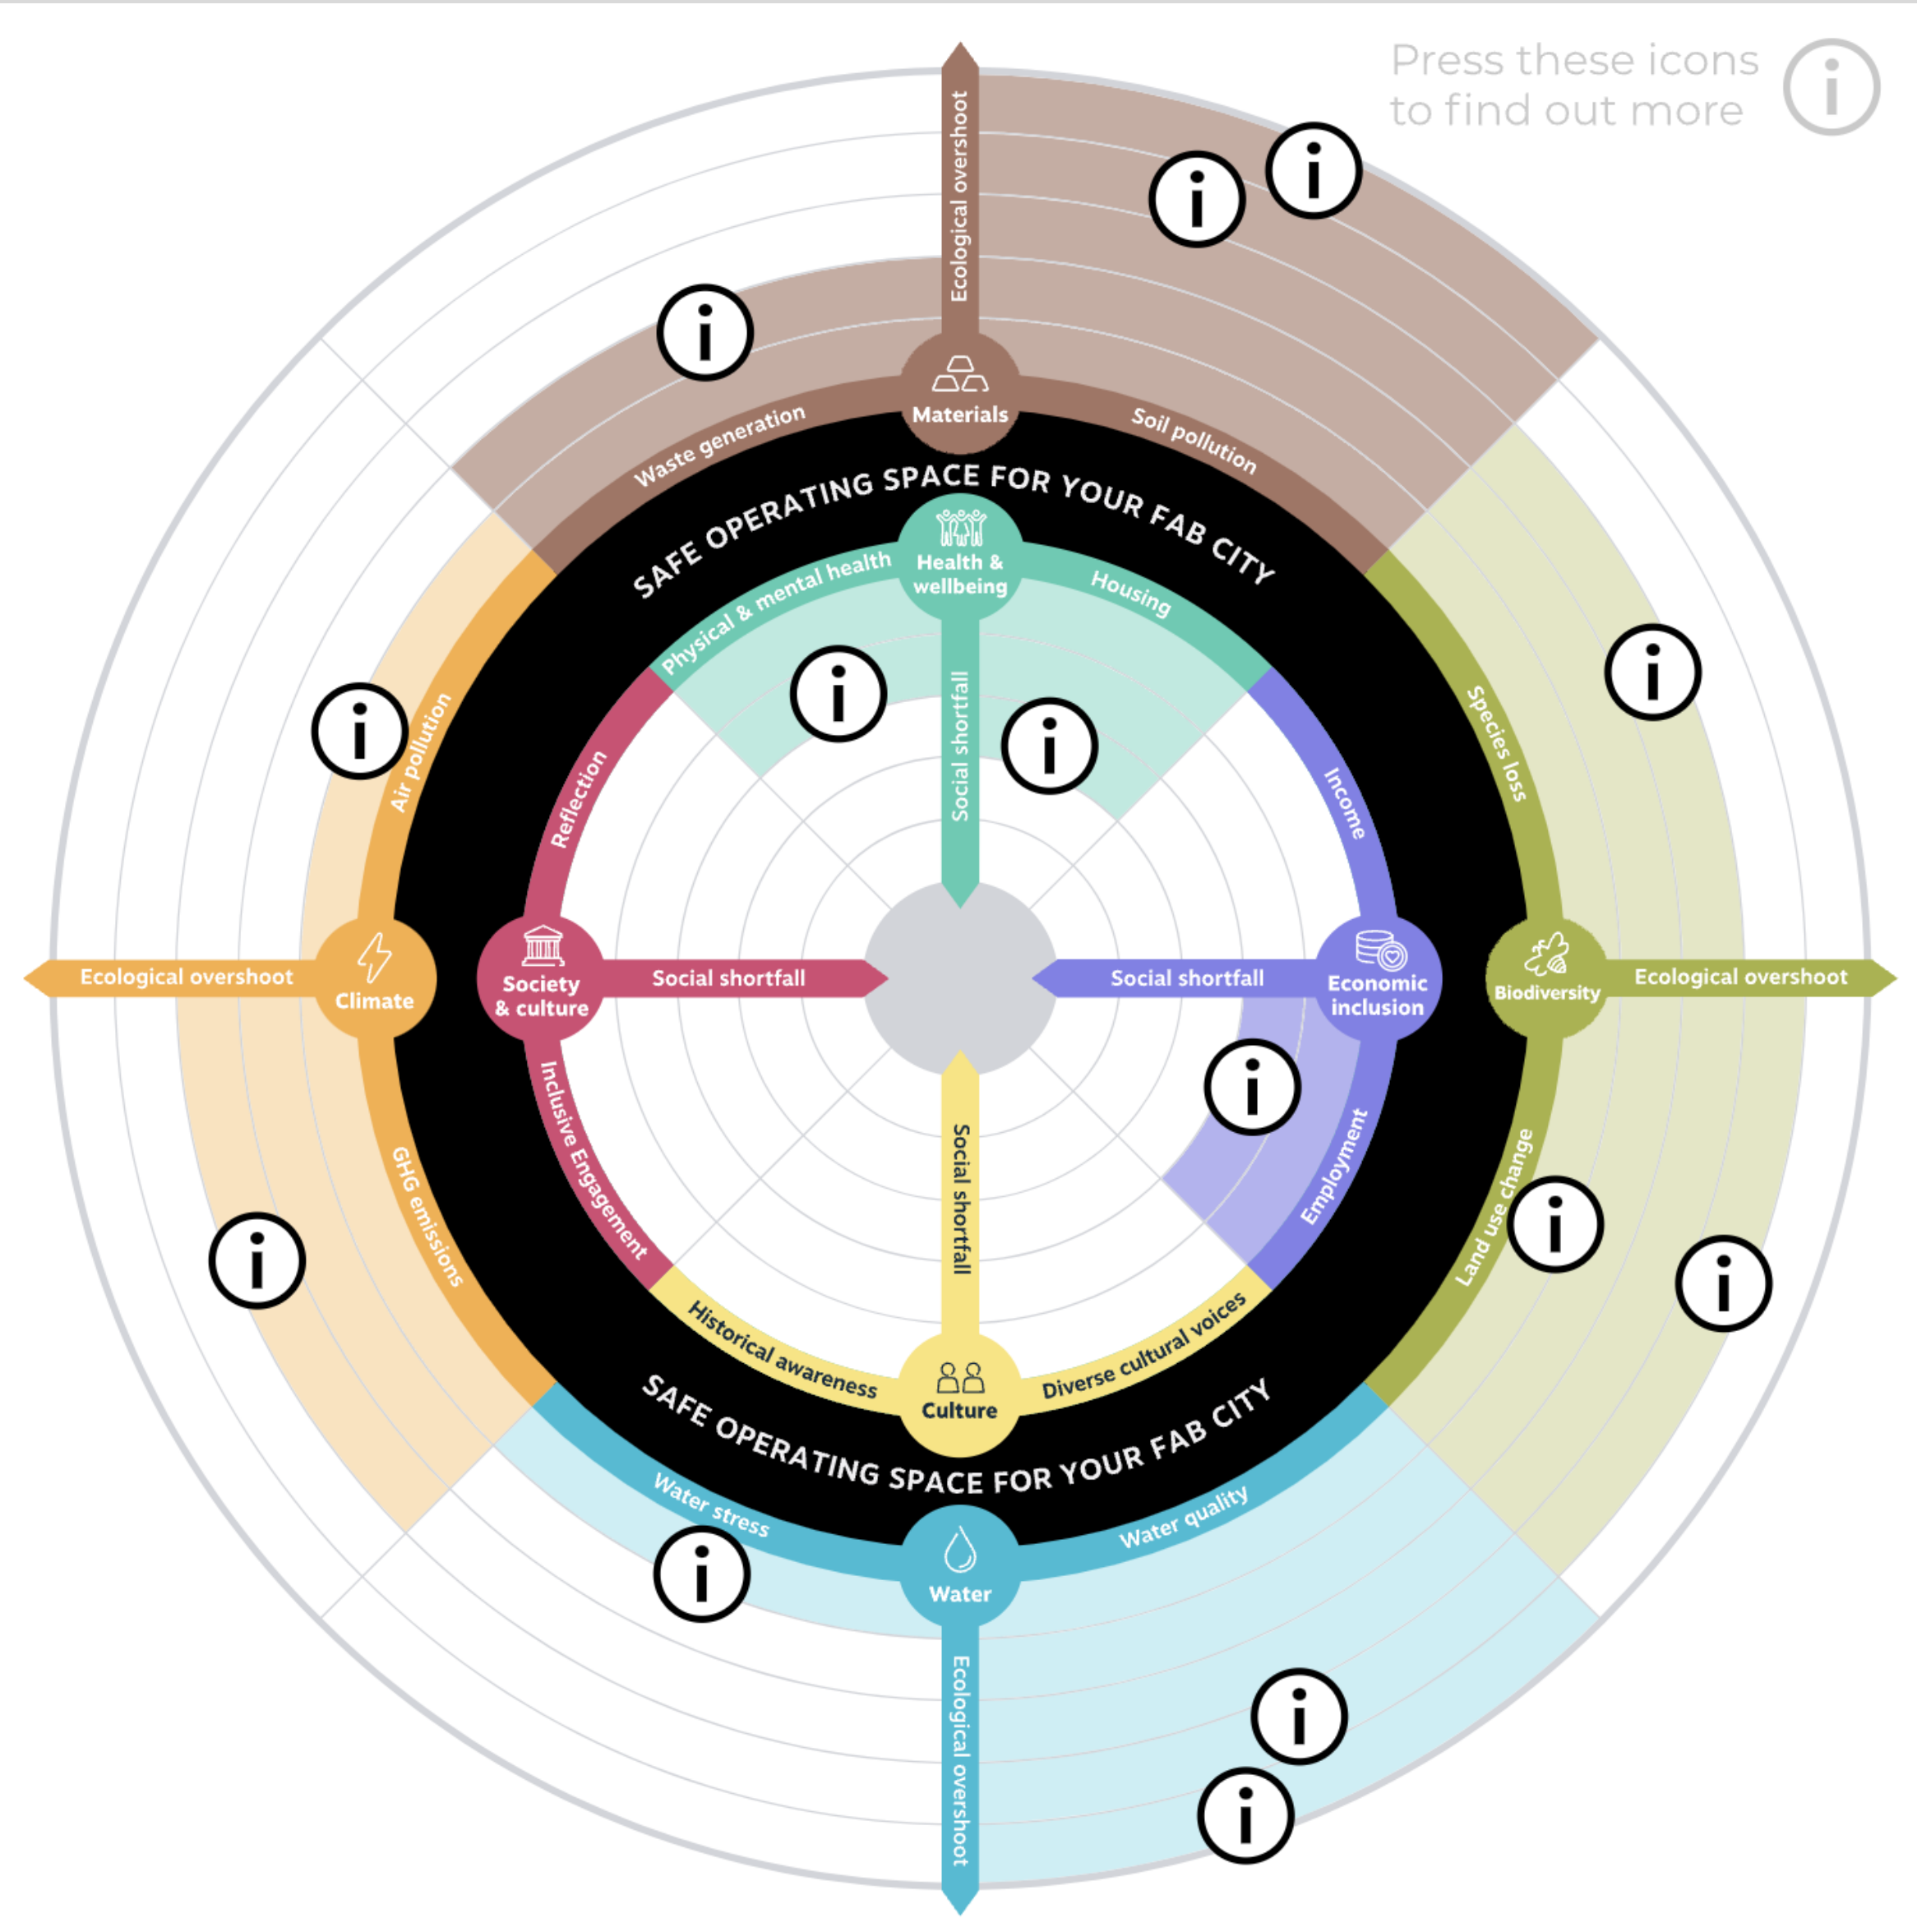 Press these icons
to find out more
Ecological overshoot
Materials
Waste generation
Soil pollution
SAFE OPERATING SPACE FOR YOUR FAB CITY
Health &
wellbeing
Physical & mental health
Housing
Social shortfall
Reflection
Income
Air pollution
Species loss
Ecological overshoot
Climate
Society
& culture
Social shortfall
Social shortfall
Economic
inclusion
Biodiversity
Ecological overshoot
Inclusive Engagement
Employment
GHG emissions
Land use change
Social shortfall
Historical awareness
Diverse cultural voices
Culture
SAFE OPERATING SPACE FOR YOUR FAB CITY
Water stress
Water quality
Water
Ecological overshoot